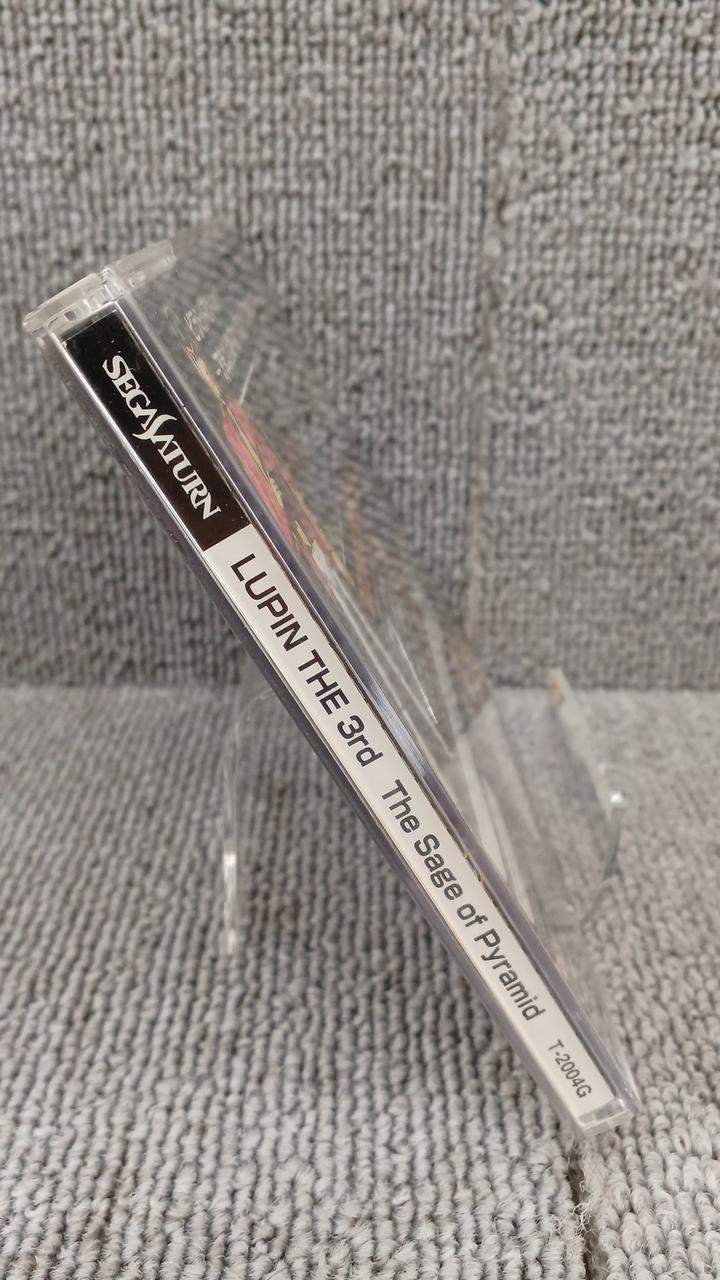 SEGA SATURN
LUPIN THE 3rd The Sage of Pyramid T-2004G